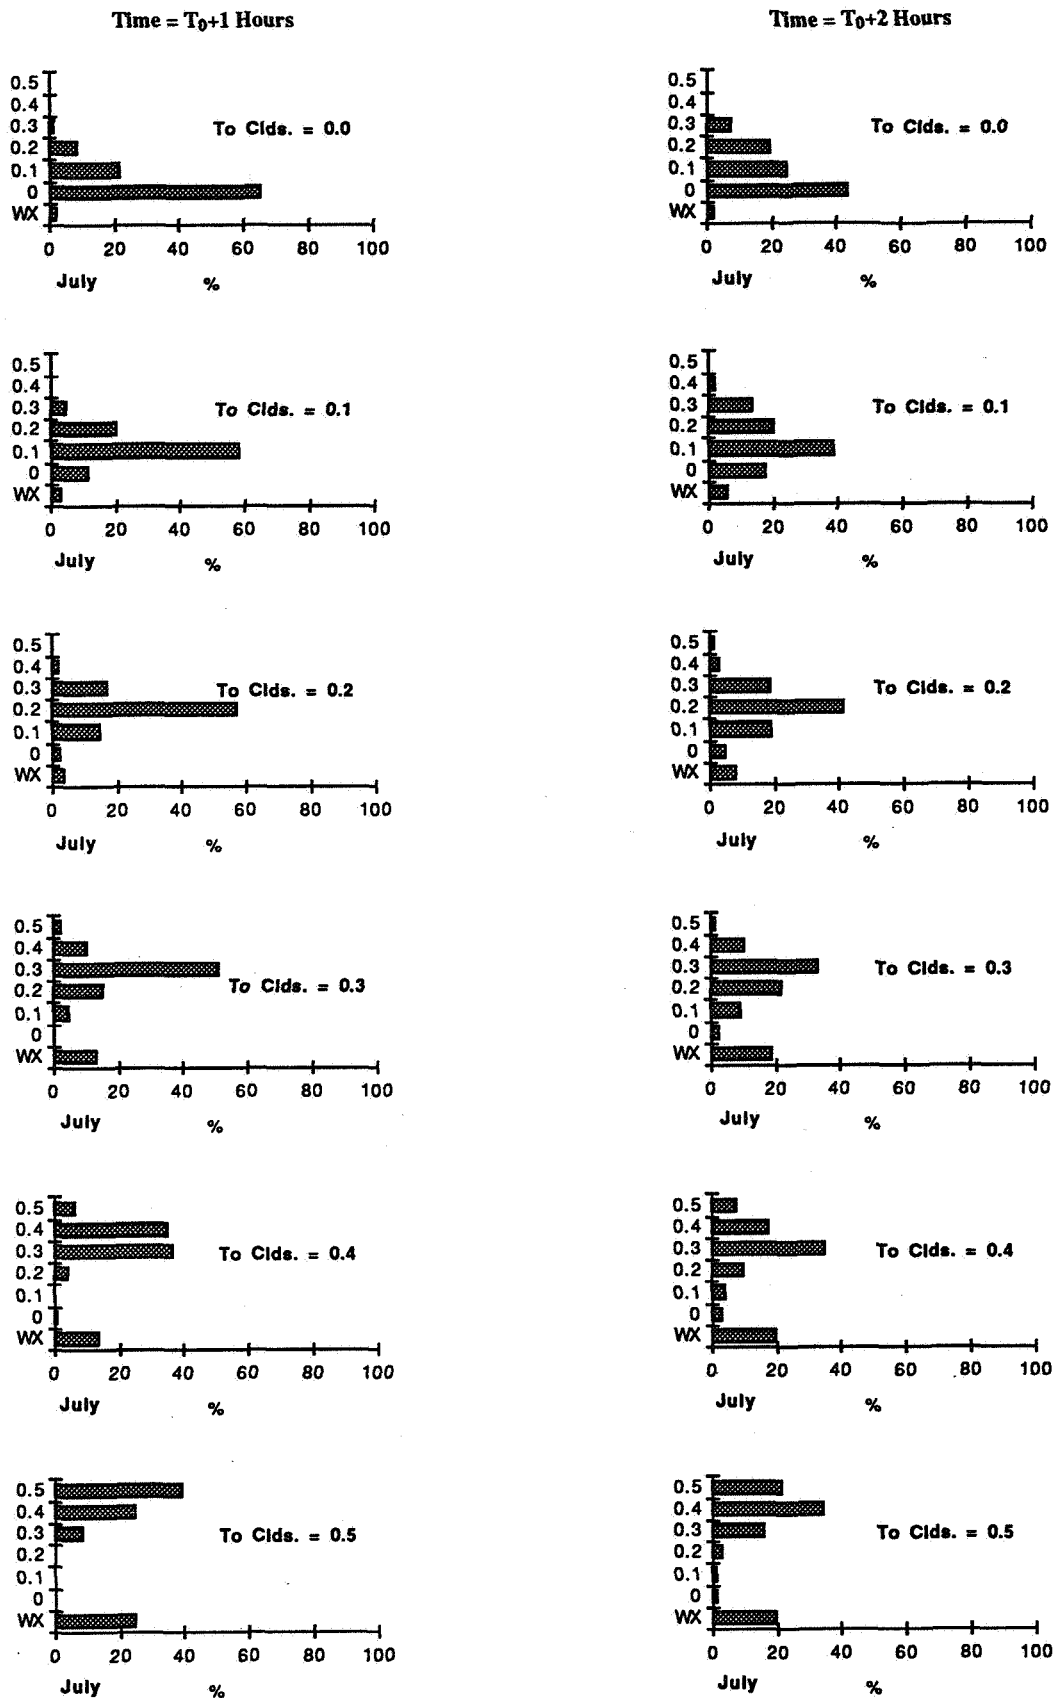 Time = T0+1 Hours
Time = T0+2 Hours
0.5
0.4
0.3
0.2
0.1
0
WX
To Clds. = 0.0
0 20 40 60 80 100
July %
0.5
0.4
0.3
0.2
0.1
0
WX
To Clds. = 0.0
0 20 40 60 80 100
July %
0.5
0.4
0.3
0.2
0.1
0
WX
To Clds. = 0.1
0 20 40 60 80 100
July %
0.5
0.4
0.3
0.2
0.1
0
WX
To Clds. = 0.1
0 20 40 60 80 100
July %
0.5
0.4
0.3
0.2
0.1
0
WX
To Clds. = 0.2
0 20 40 60 80 100
July %
0.5
0.4
0.3
0.2
0.1
0
WX
To Clds. = 0.2
0 20 40 60 80 100
July %
0.5
0.4
0.3
0.2
0.1
0
WX
To Clds. = 0.3
0 20 40 60 80 100
July %
0.5
0.4
0.3
0.2
0.1
0
WX
To Clds. = 0.3
0 20 40 60 80 100
July %
0.5
0.4
0.3
0.2
0.1
0
WX
To Clds. = 0.4
0 20 40 60 80 100
July %
0.5
0.4
0.3
0.2
0.1
0
WX
To Clds. = 0.4
0 20 40 60 80 100
July %
0.5
0.4
0.3
0.2
0.1
0
WX
To Clds. = 0.5
0 20 40 60 80 100
July %
0.5
0.4
0.3
0.2
0.1
0
WX
To Clds. = 0.5
0 20 40 60 80 100
July %